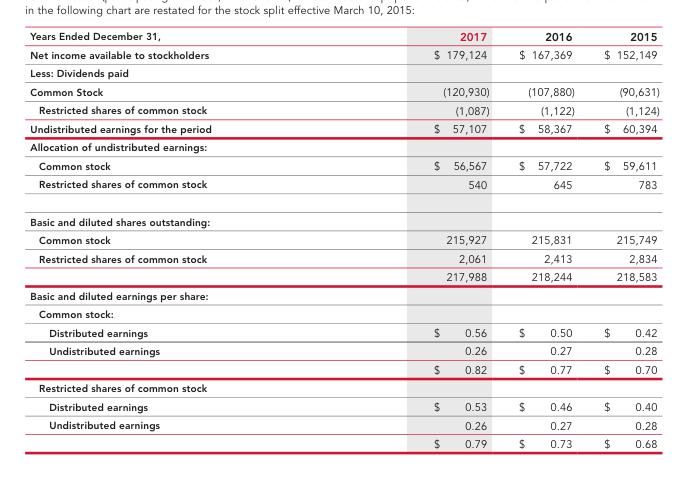 in the following chart are restated for the stock split effective March 10, 2015:
Years Ended December 31, 2017 2016 2015
Net income available to stockholders $ 179,124 $ 167,369 $ 152,149
Less: Dividends paid
Common Stock (120,930) (107,880) (90,631)
Restricted shares of common stock (1,087) (1,122) (1,124)
Undistributed earnings for the period $ 57,107 $ 58,367 $ 60,394
Allocation of undistributed earnings:
Common stock $ 56,567 $ 57,722 $ 59,611
Restricted shares of common stock 540 645 783
Basic and diluted shares outstanding:
Common stock 215,927 215,831 215,749
Restricted shares of common stock 2,061 2,413 2,834
217,988 218,244 218,583
Basic and diluted earnings per share:
Common stock:
Distributed earnings $ 0.56 $ 0.50 $ 0.42
Undistributed earnings 0.26 0.27 0.28
$ 0.82 $ 0.77 $ 0.70
Restricted shares of common stock
Distributed earnings $ 0.53 $ 0.46 $ 0.40
Undistributed earnings 0.26 0.27 0.28
$ 0.79 $ 0.73 $ 0.68